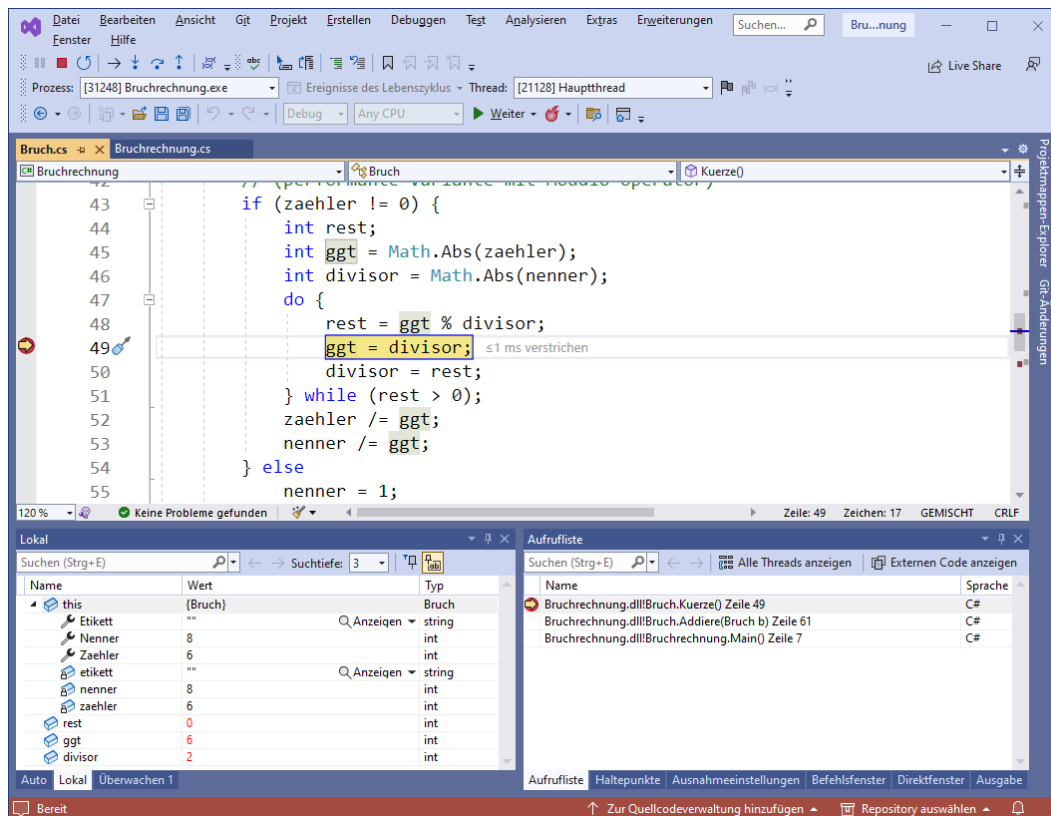 Datei Bearbeiten Ansicht Git Projekt Erstellen Debuggen Test Analysieren Extras Erweiterungen Suchen... Bru...nung
Fenster Hilfe
Live Share
Prozess: [31248] Bruchrechnung.exe Ereignisse des Lebenszyklus Thread: [21128] Hauptthread
Debug Any CPU Weiter
Bruch.cs Bruchrechnung.cs
C# Bruchrechnung Bruch Kuerze()
43 if (zaehler != 0) {
44 int rest;
45 int ggt = Math.Abs(zaehler);
46 int divisor = Math.Abs(nenner);
47 do {
48 rest = ggt % divisor;
49 ggt = divisor; ≤1 ms verstrichen
50 divisor = rest;
51 } while (rest > 0);
52 zaehler /= ggt;
53 nenner /= ggt;
54 } else
55 nenner = 1;
120 % Keine Probleme gefunden Zeile: 49 Zeichen: 17 GEMISCHT CRLF
Projektmappen-Explorer
Git-Änderungen
Lokal
Suchen (Strg+E) Suchtiefe: 3
Name Wert Typ
this {Bruch} Bruch
Etikett "" Anzeigen string
Nenner 8 int
Zaehler 6 int
etikett "" Anzeigen string
nenner 8 int
zaehler 6 int
rest 0 int
ggt 6 int
divisor 2 int
Auto Lokal Überwachen 1
Aufrufliste
Suchen (Strg+E) Alle Threads anzeigen Externen Code anzeigen
Name Sprache
Bruchrechnung.dll!Bruch.Kuerze() Zeile 49 C#
Bruchrechnung.dll!Bruch.Addiere(Bruch b) Zeile 61 C#
Bruchrechnung.dll!Bruchrechnung.Main() Zeile 7 C#
Aufrufliste Haltepunkte Ausnahmeeinstellungen Befehlsfenster Direktfenster Ausgabe
Bereit Zur Quellcodeverwaltung hinzufügen Repository auswählen